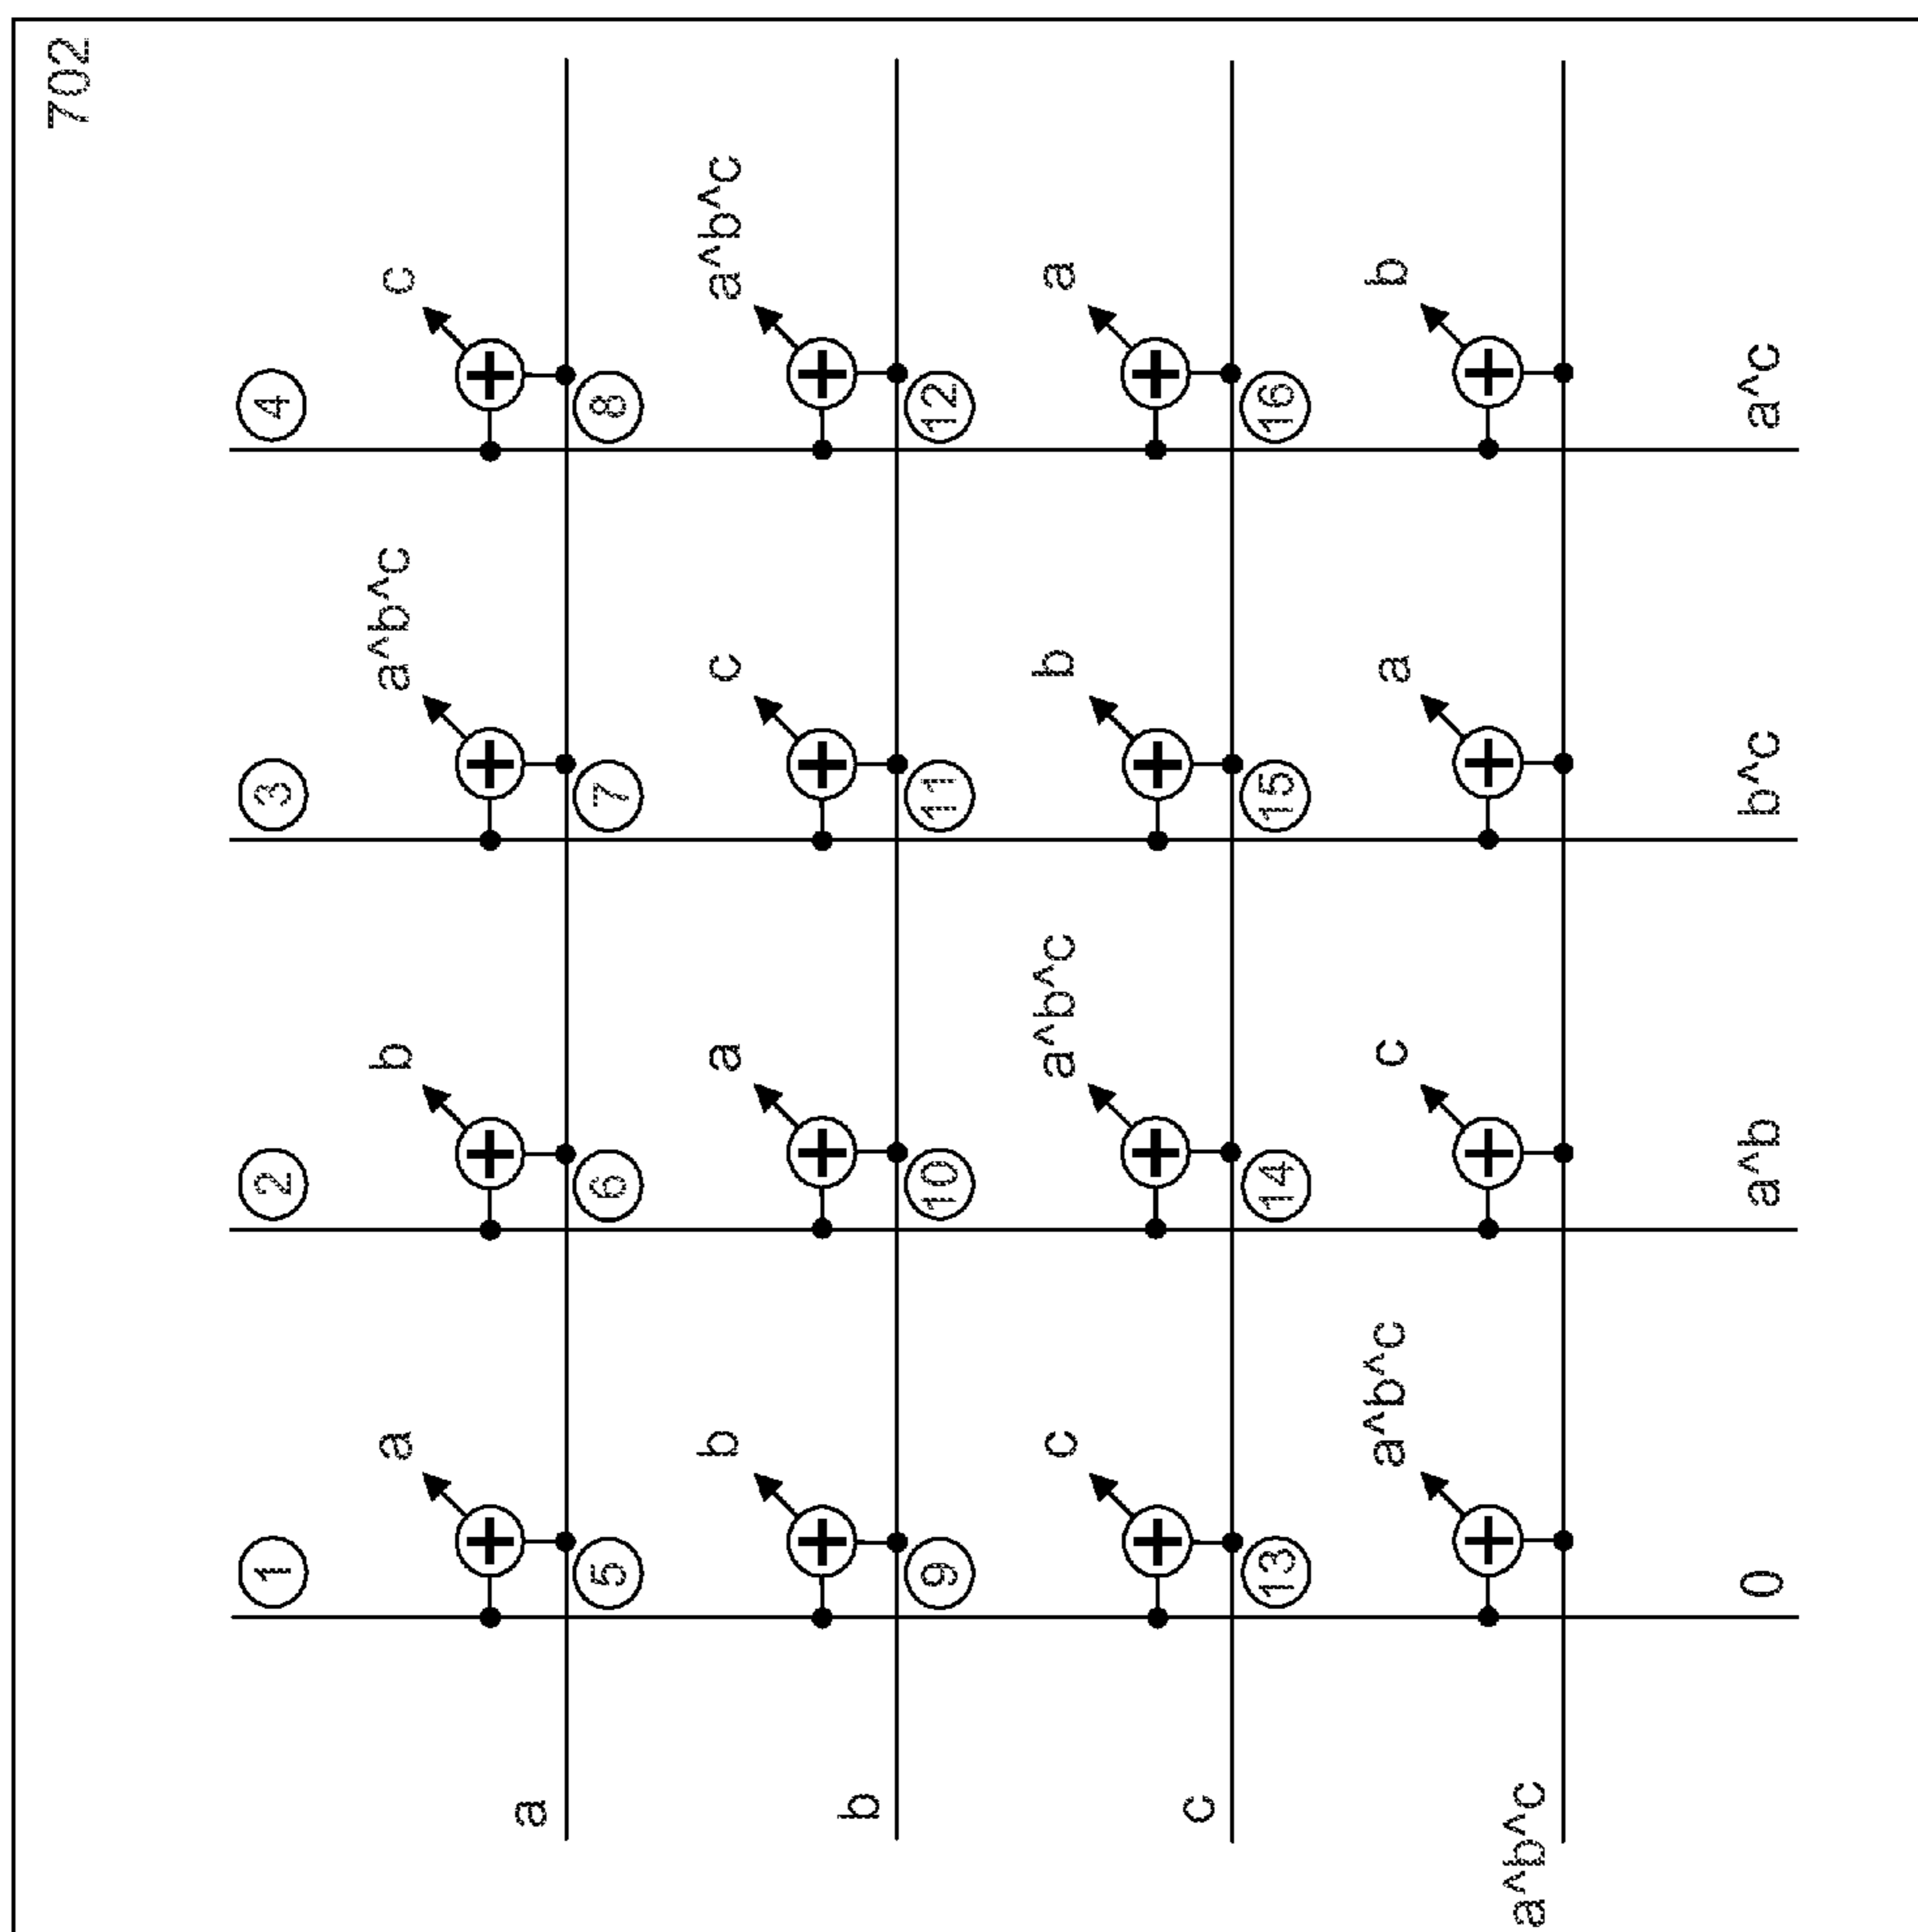 702
1 2 3 4
a b a^b^c c
a
5 6 7 8
b a c a^b^c
b
9 10 11 12
c a^b^c b a
c
13 14 15 16
a^b^c c a b
a^b^c
0 a^b b^c a^c